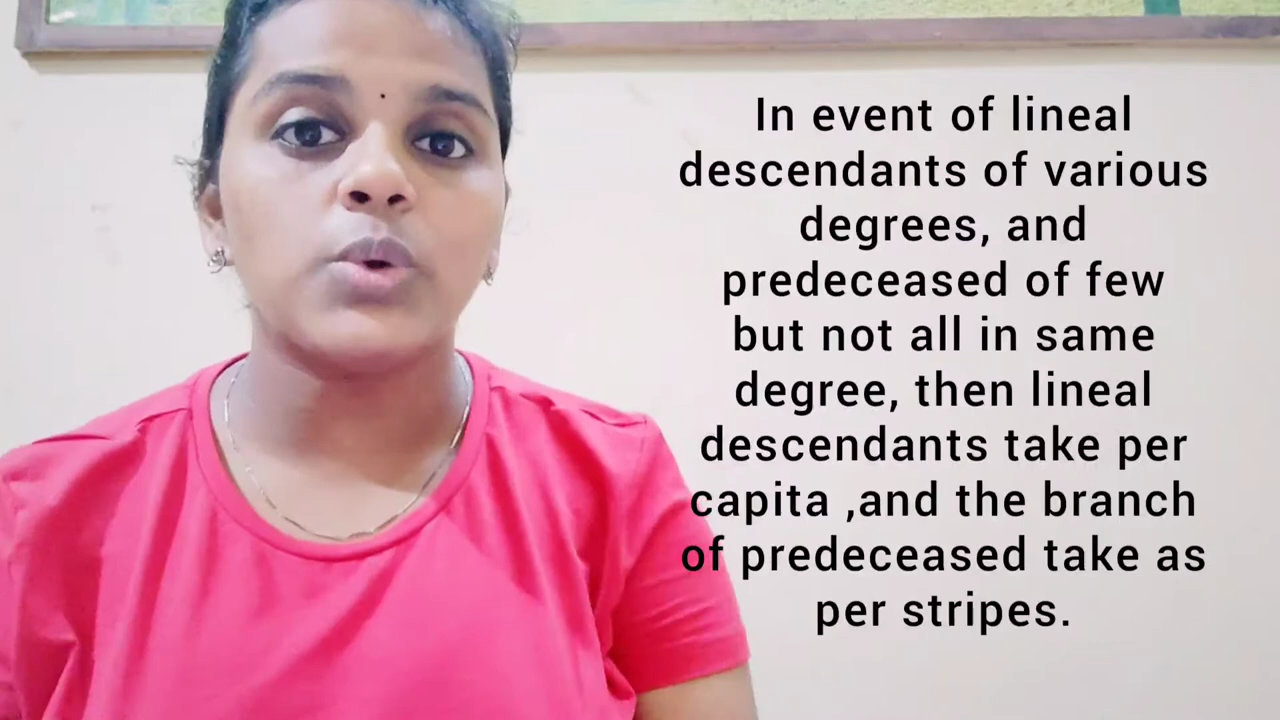 In event of lineal
descendants of various
degrees, and
predeceased of few
but not all in same
degree, then lineal
descendants take per
capita ,and the branch
of predeceased take as
per stripes.